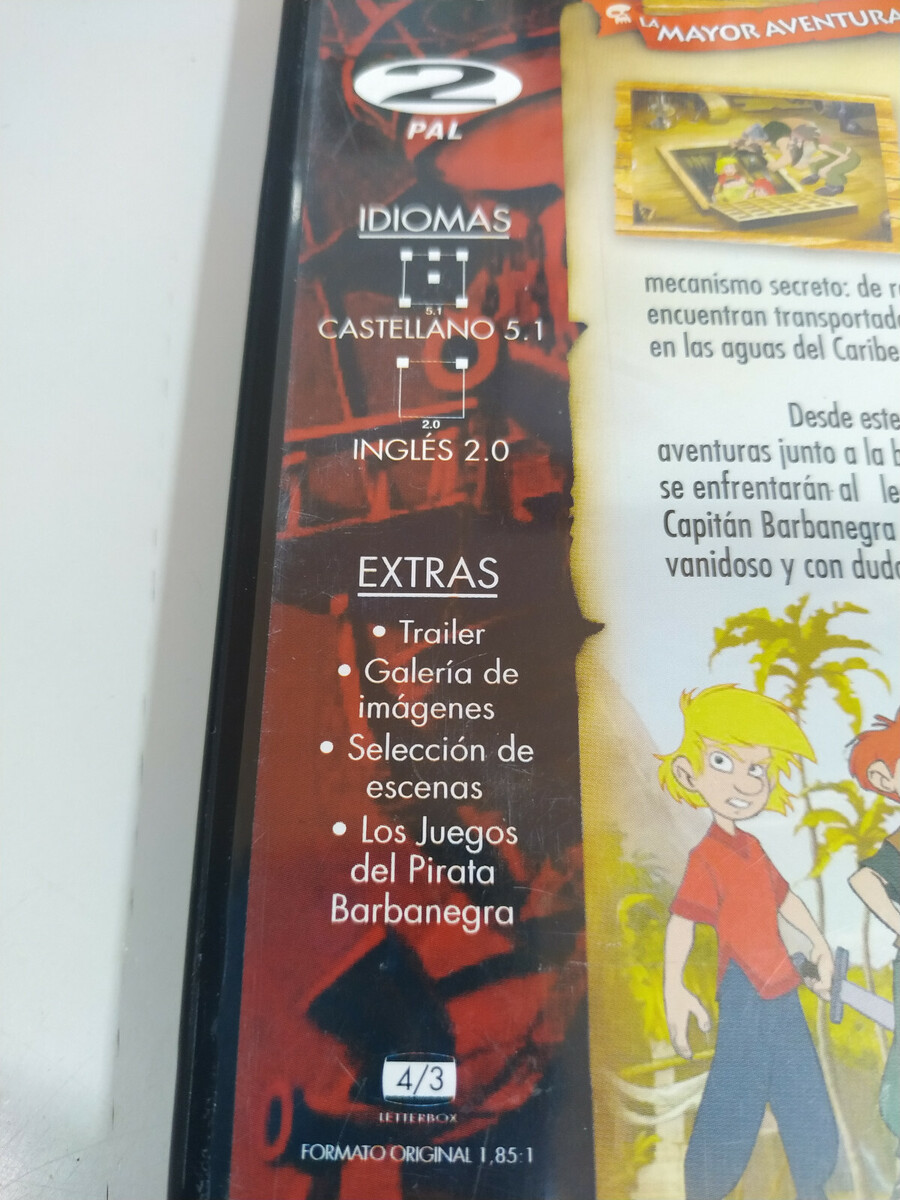 2
PAL
IDIOMAS
5.1
CASTELLANO 5.1
2.0
INGLÉS 2.0
EXTRAS
• Trailer
• Galería de
imágenes
• Selección de
escenas
• Los Juegos
del Pirata
Barbanegra
4/3
LETTERBOX
FORMATO ORIGINAL 1,85:1
LA MAYOR AVENTURA
mecanismo secreto: de
encuentran transportad
en las aguas del Caribe
Desde este
aventuras junto a la
se enfrentarán al le
Capitán Barbanegra
vanidoso y con dud